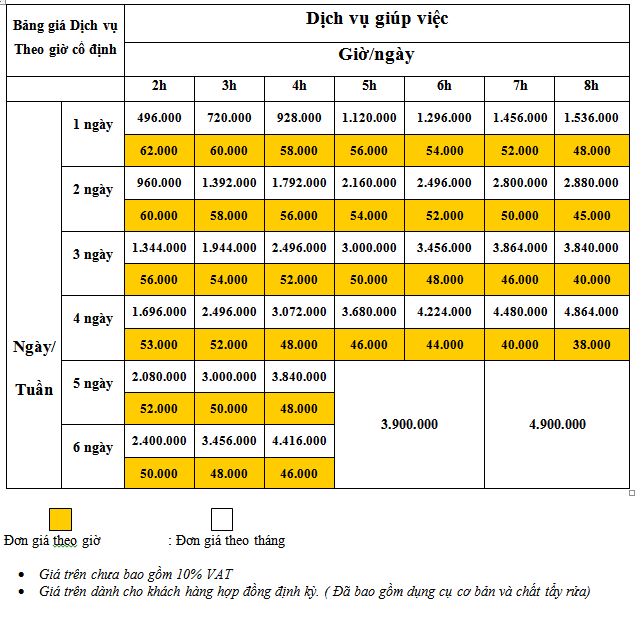 Bảng giá Dịch vụ
Theo giờ cố định
Dịch vụ giúp việc
Giờ/ngày
2h 3h 4h 5h 6h 7h 8h
Ngày/
Tuần
1 ngày 496.000 720.000 928.000 1.120.000 1.296.000 1.456.000 1.536.000
62.000 60.000 58.000 56.000 54.000 52.000 48.000
2 ngày 960.000 1.392.000 1.792.000 2.160.000 2.496.000 2.800.000 2.880.000
60.000 58.000 56.000 54.000 52.000 50.000 45.000
3 ngày 1.344.000 1.944.000 2.496.000 3.000.000 3.456.000 3.864.000 3.840.000
56.000 54.000 52.000 50.000 48.000 46.000 40.000
4 ngày 1.696.000 2.496.000 3.072.000 3.680.000 4.224.000 4.480.000 4.864.000
53.000 52.000 48.000 46.000 44.000 40.000 38.000
5 ngày 2.080.000 3.000.000 3.840.000 3.900.000 4.900.000
52.000 50.000 48.000
6 ngày 2.400.000 3.456.000 4.416.000
50.000 48.000 46.000
Đơn giá theo giờ : Đơn giá theo tháng
• Giá trên chưa bao gồm 10% VAT
• Giá trên dành cho khách hàng hợp đồng định kỳ. ( Đã bao gồm dụng cụ cơ bản và chất tẩy rửa)